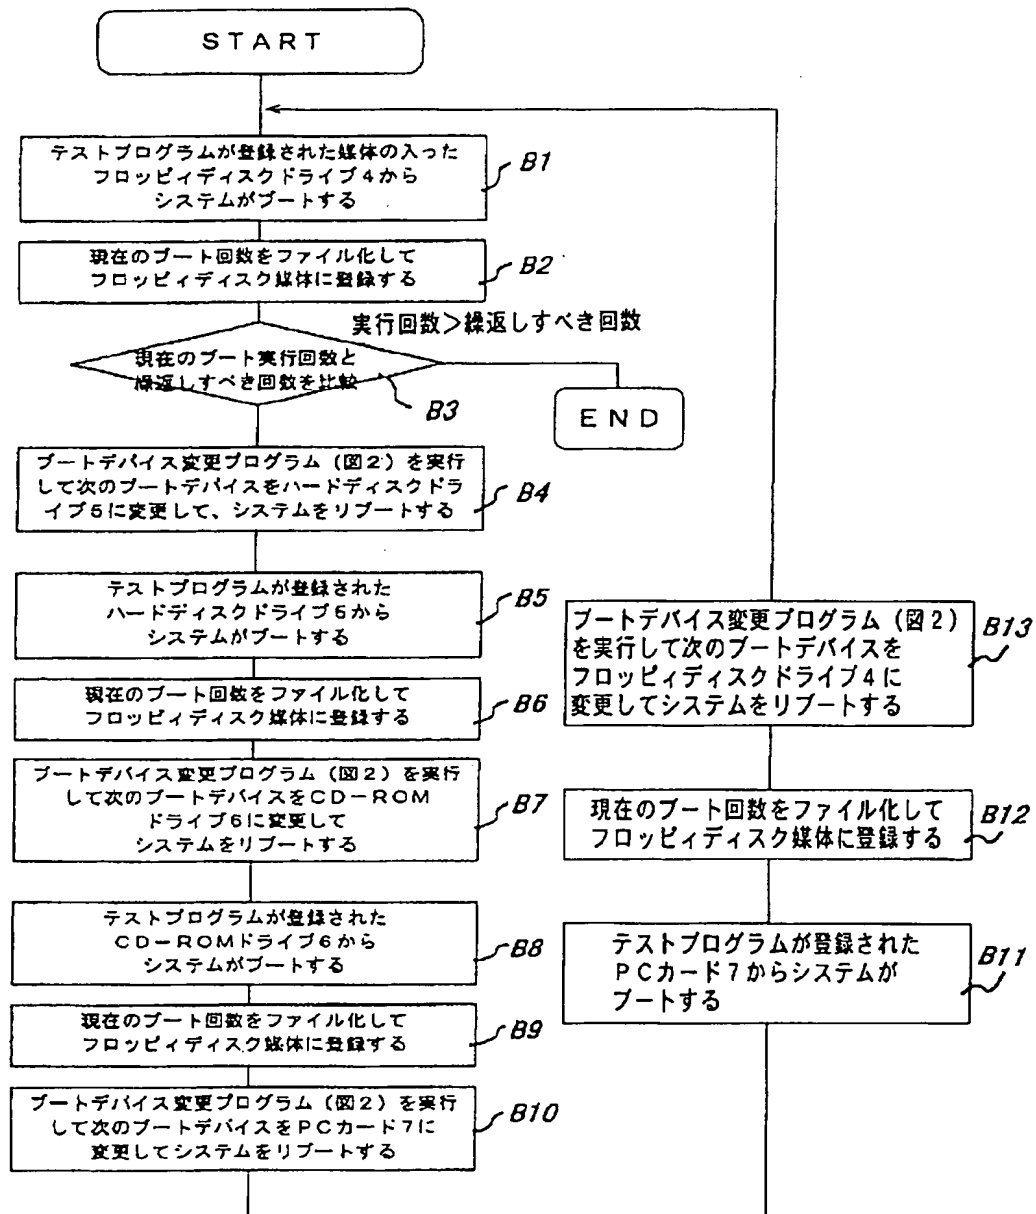 START
テストプログラムが登録された媒体の入った
フロッピィディスクドライブ4から
システムがブートする
B1
現在のブート回数をファイル化して
フロッピィディスク媒体に登録する
B2
実行回数＞繰返しすべき回数
現在のブート実行回数と
繰返しすべき回数を比較
B3
END
ブートデバイス変更プログラム（図2）を実行
して次のブートデバイスをハードディスクドラ
イブ5に変更して、システムをリブートする
B4
テストプログラムが登録された
ハードディスクドライブ5から
システムがブートする
B5
現在のブート回数をファイル化して
フロッピィディスク媒体に登録する
B6
ブートデバイス変更プログラム（図2）を実行
して次のブートデバイスをCD－ROM
ドライブ6に変更して
システムをリブートする
B7
テストプログラムが登録された
CD－ROMドライブ6から
システムがブートする
B8
現在のブート回数をファイル化して
フロッピィディスク媒体に登録する
B9
ブートデバイス変更プログラム（図2）を実行
して次のブートデバイスをPCカード7に
変更してシステムをリブートする
B10
ブートデバイス変更プログラム（図2）
を実行して次のブートデバイスを
フロッピィディスクドライブ4に
変更してシステムをリブートする
B13
現在のブート回数をファイル化して
フロッピィディスク媒体に登録する
B12
テストプログラムが登録された
PCカード7からシステムが
ブートする
B11